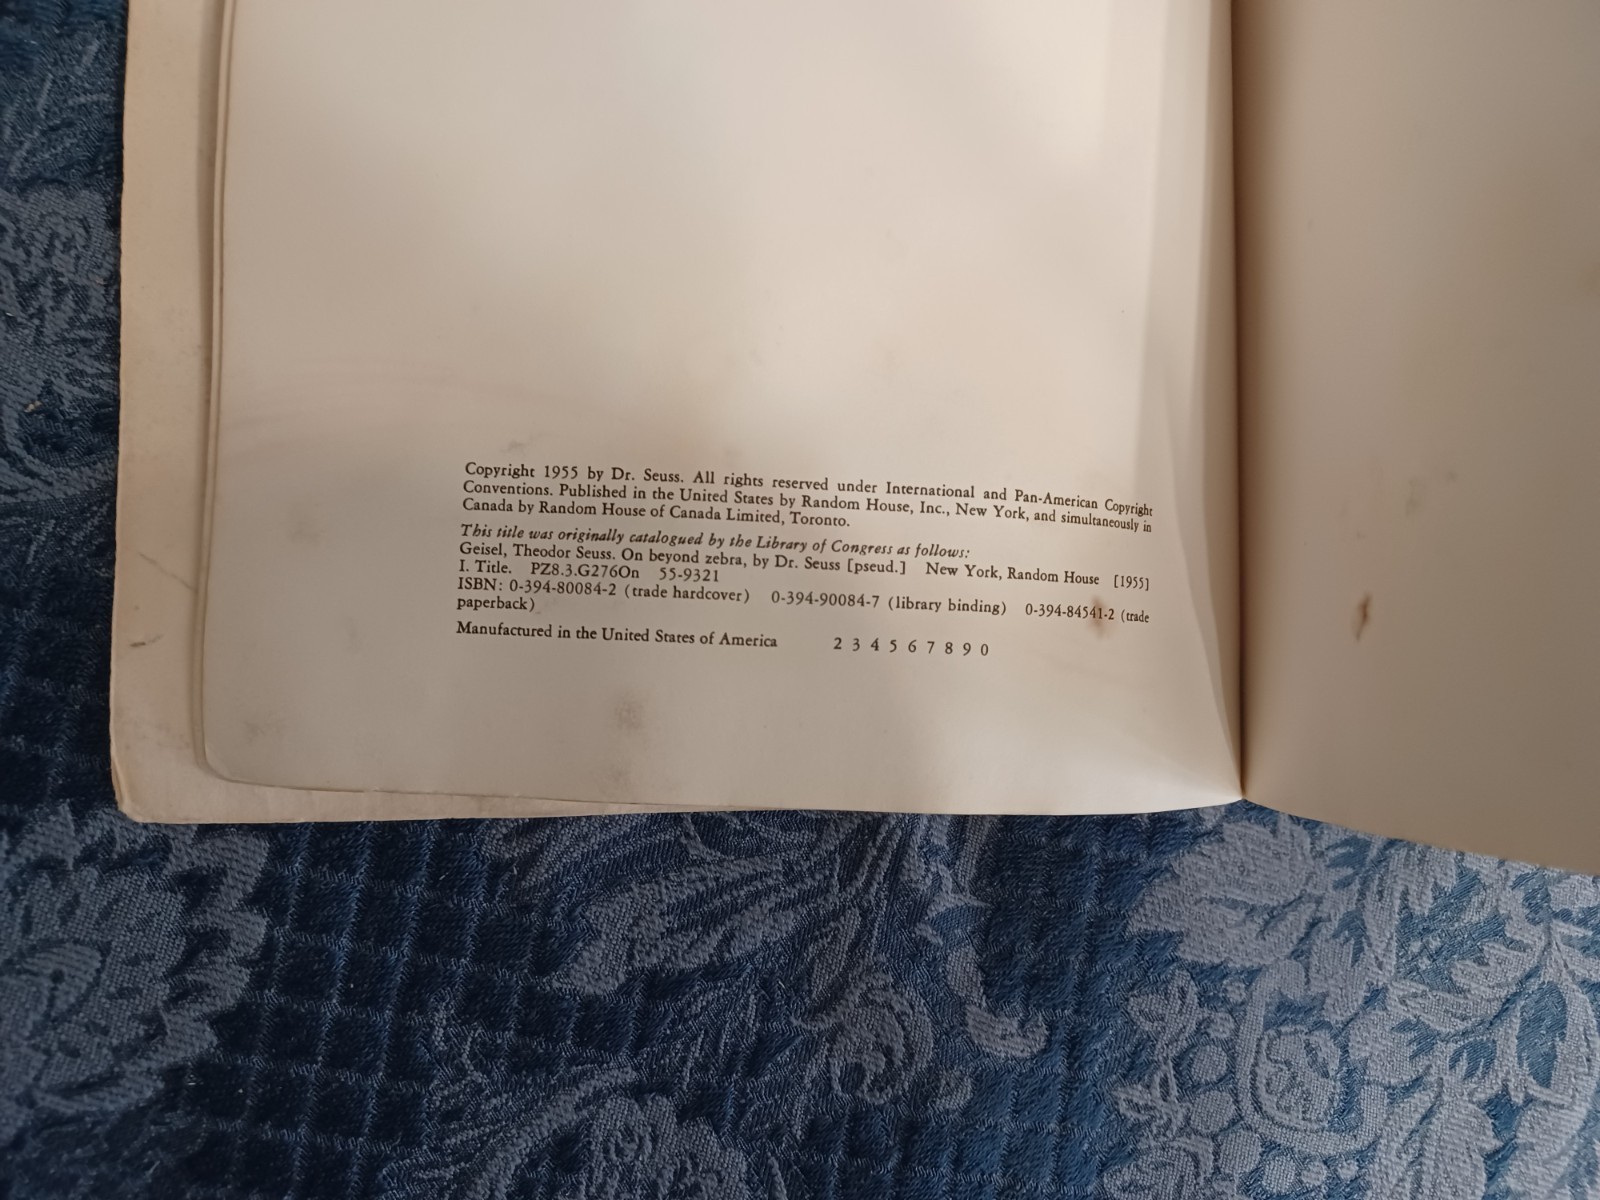 Copyright 1955 by Dr. Seuss. All rights reserved under International and Pan-American Copyright
Conventions. Published in the United States by Random House, Inc., New York, and simultaneously in
Canada by Random House of Canada Limited, Toronto.
This title was originally catalogued by the Library of Congress as follows:
Geisel, Theodor Seuss. On beyond zebra, by Dr. Seuss [pseud.] New York, Random House [1955]
I. Title. PZ8.3.G276On 55-9321
ISBN: 0-394-80084-2 (trade hardcover) 0-394-90084-7 (library binding) 0-394-84541-2 (trade
paperback)
Manufactured in the United States of America 2 3 4 5 6 7 8 9 0